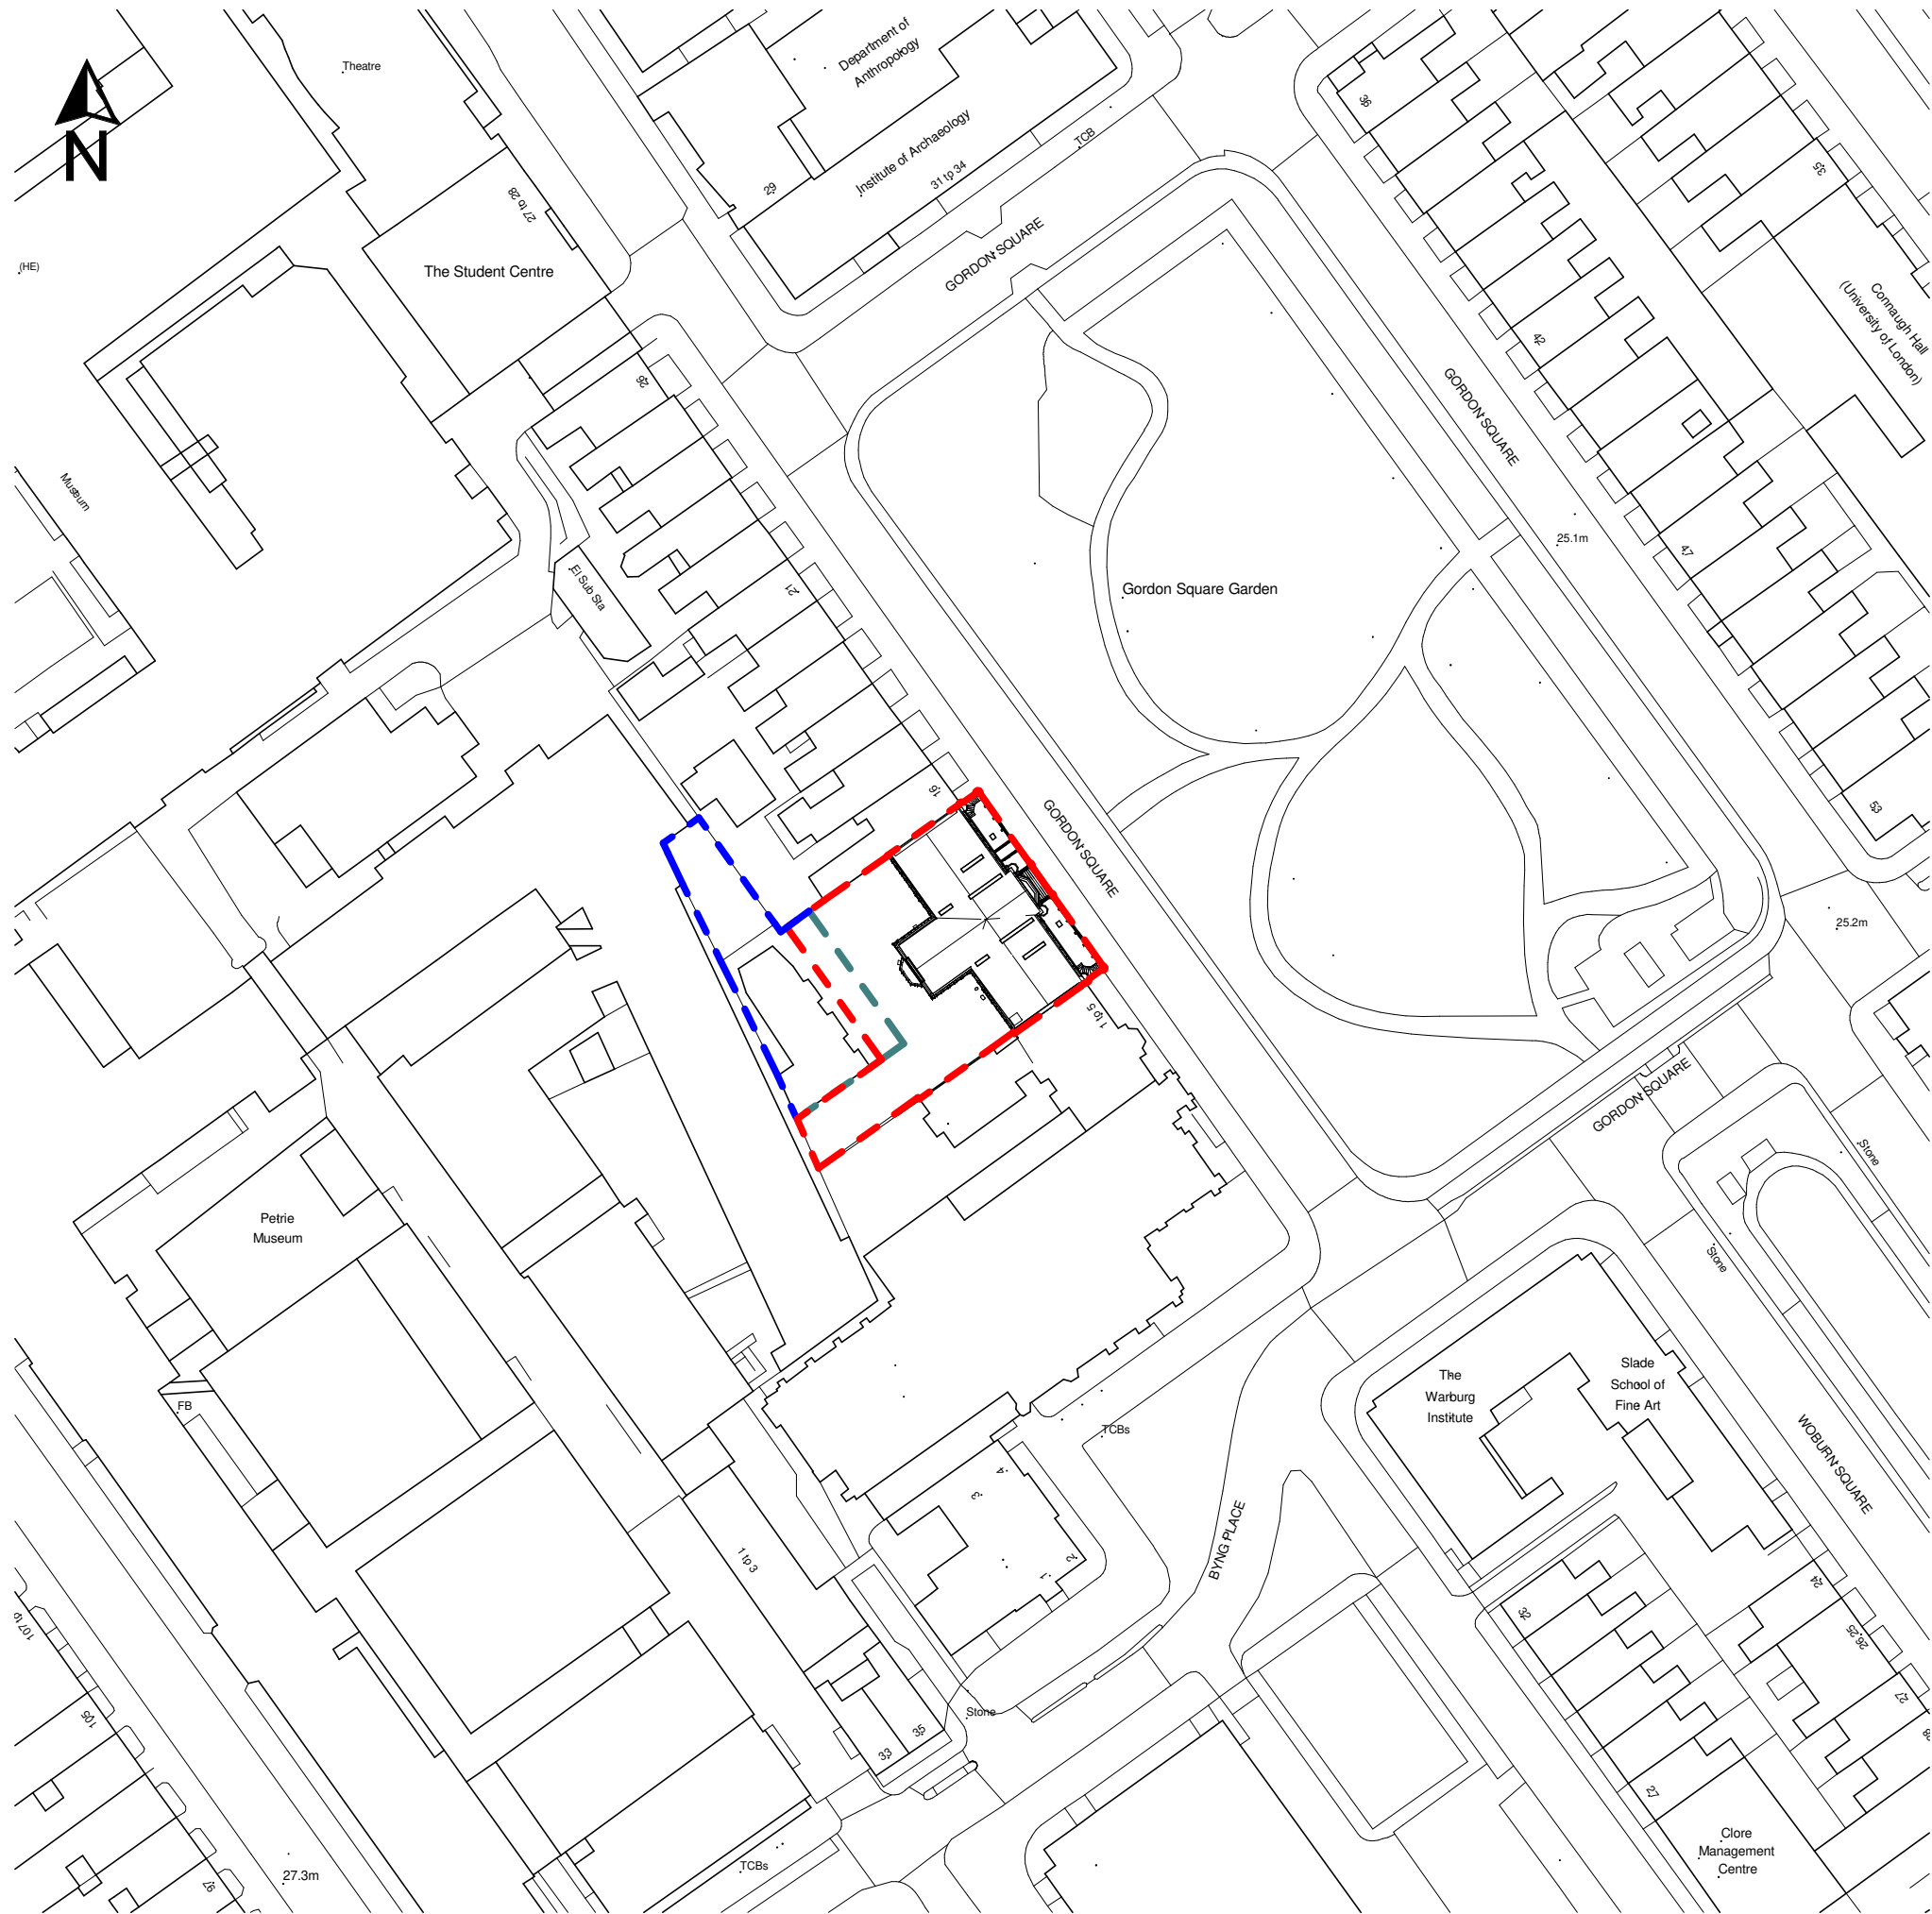 Theatre
Department of
Anthropology
Institute of Archaeology
31 to 34
29
TCB
36
35
N
27 to 28
The Student Centre
(HE)
GORDON SQUARE
Connaugh Hall
(University of London)
26
42
GORDON SQUARE
Museum
El Sub Sta
21
Gordon Square Garden
25.1m
47
16
GORDON SQUARE
53
25.2m
1 to 5
GORDON SQUARE
Stone
Stone
Petrie
Museum
The
Warburg
Institute
Slade
School of
Fine Art
FB
TCBs
WOBURN SQUARE
4
3
2
1
BYNG PLACE
1 to 3
24
32
26,25
107 to
105
27
Stone
33
35
27
97
27.3m
TCBs
Clore
Management
Centre